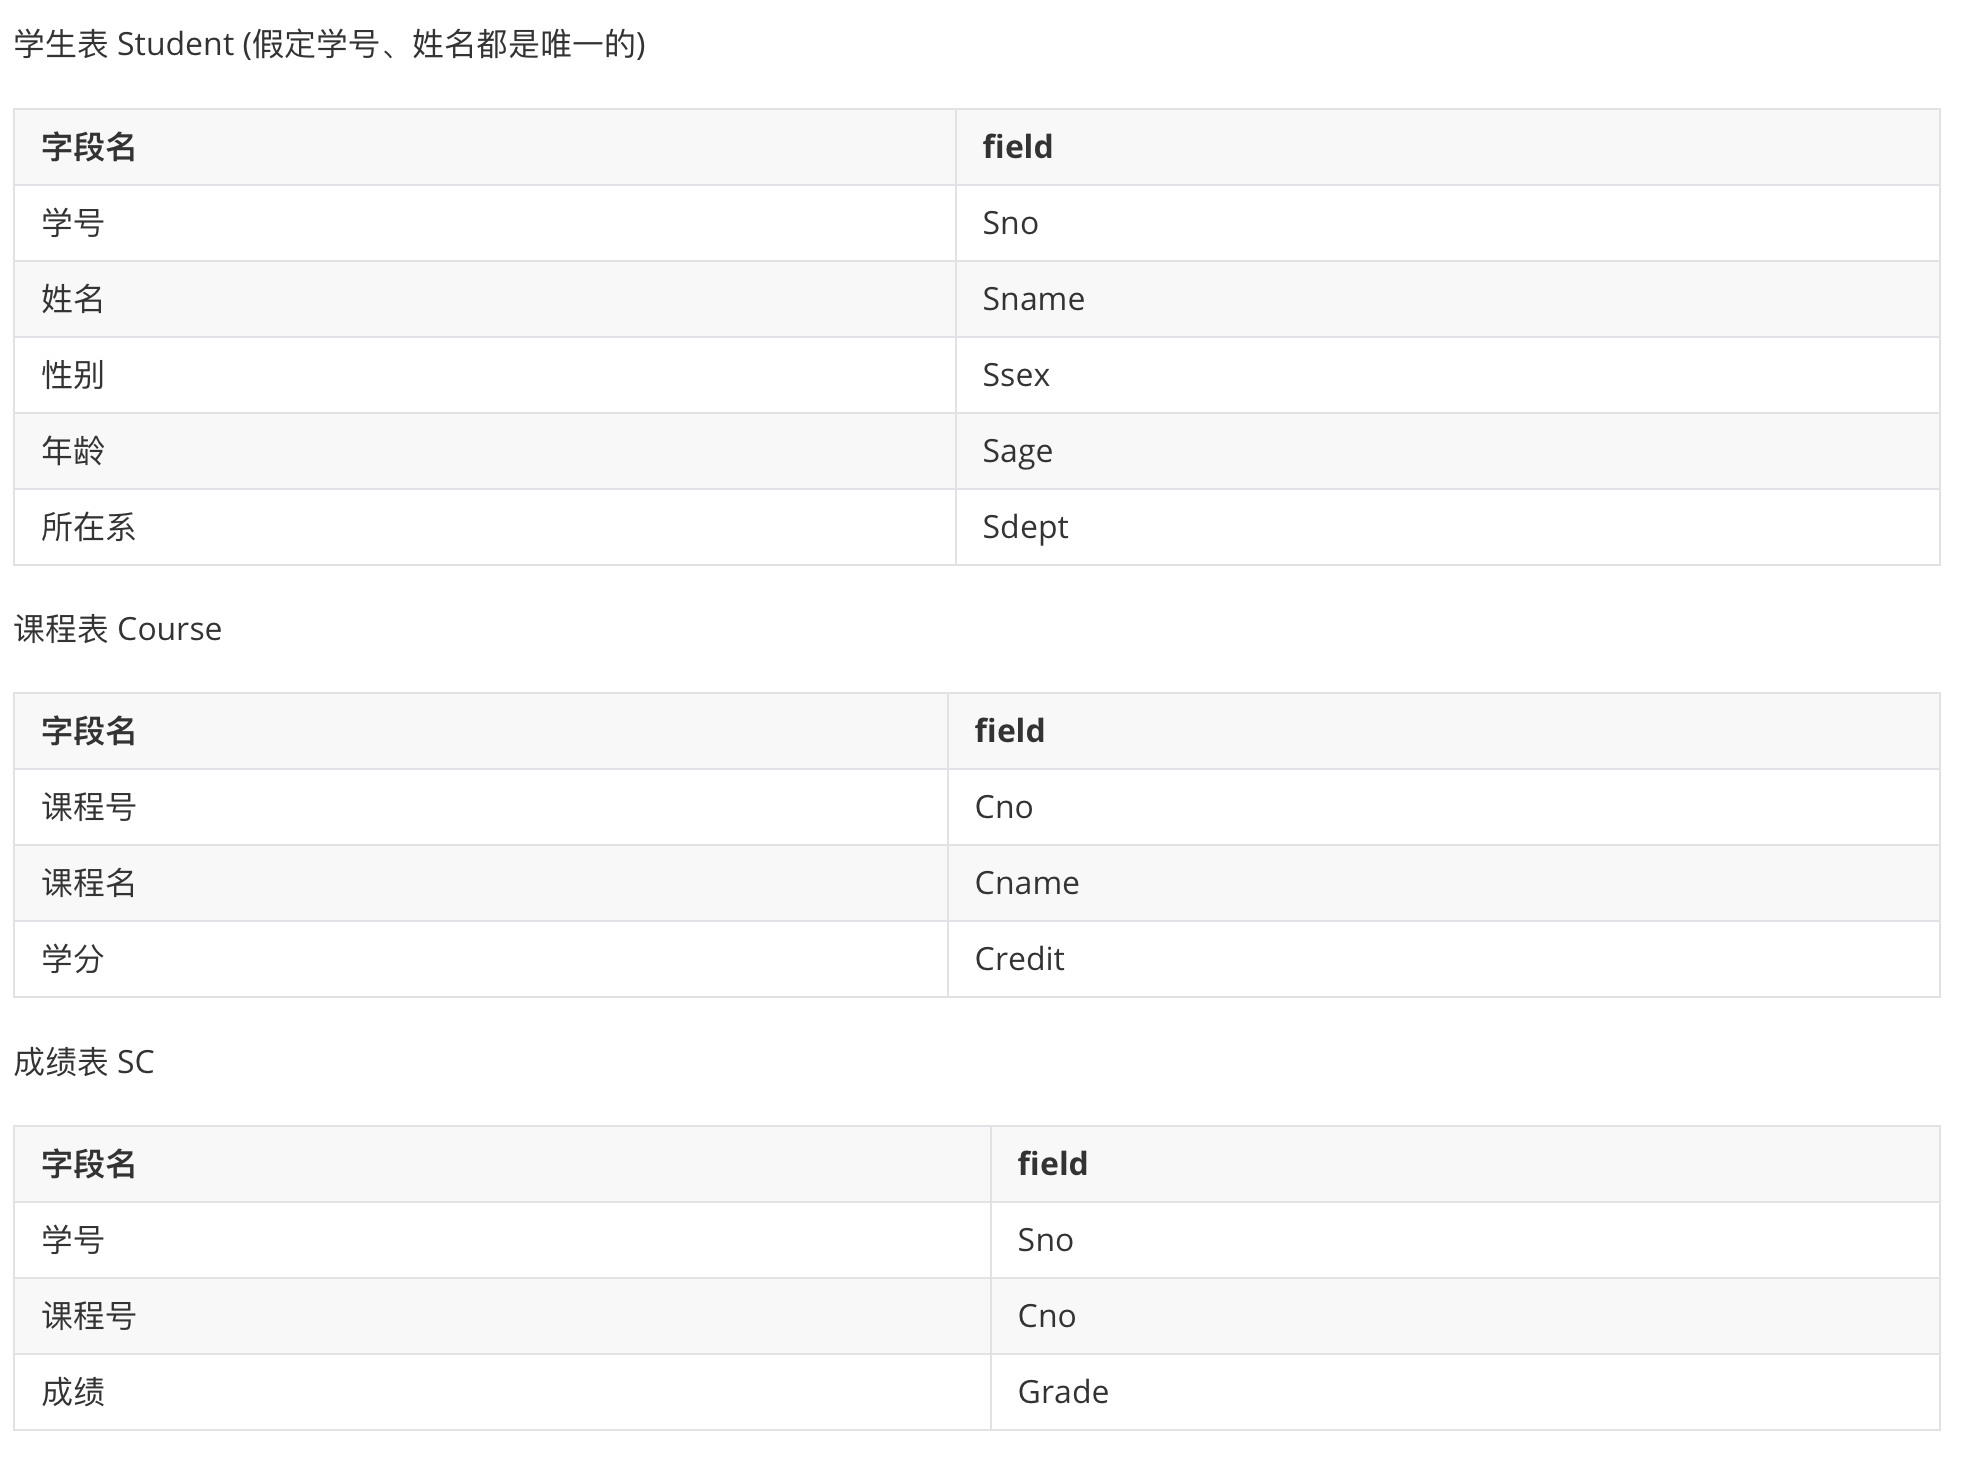 学生表 Student (假定学号、姓名都是唯一的)
字段名 field
学号 Sno
姓名 Sname
性别 Ssex
年龄 Sage
所在系 Sdept
课程表 Course
字段名 field
课程号 Cno
课程名 Cname
学分 Credit
成绩表 SC
字段名 field
学号 Sno
课程号 Cno
成绩 Grade